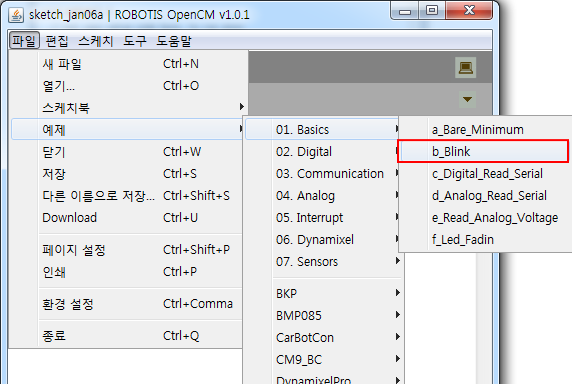 sketch_jan06a | ROBOTIS OpenCM v1.0.1
파일 편집 스케치 도구 도움말
새 파일 Ctrl+N
열기... Ctrl+O
스케치북
예제
닫기 Ctrl+W
저장 Ctrl+S
다른 이름으로 저장... Ctrl+Shift+S
Download Ctrl+U
페이지 설정 Ctrl+Shift+P
인쇄 Ctrl+P
환경 설정 Ctrl+Comma
종료 Ctrl+Q
01. Basics
02. Digital
03. Communication
04. Analog
05. Interrupt
06. Dynamixel
07. Sensors
BKP
BMP085
CarBotCon
CM9_BC
DynamixelPro
a_Bare_Minimum
b_Blink
c_Digital_Read_Serial
d_Analog_Read_Serial
e_Read_Analog_Voltage
f_Led_Fadin